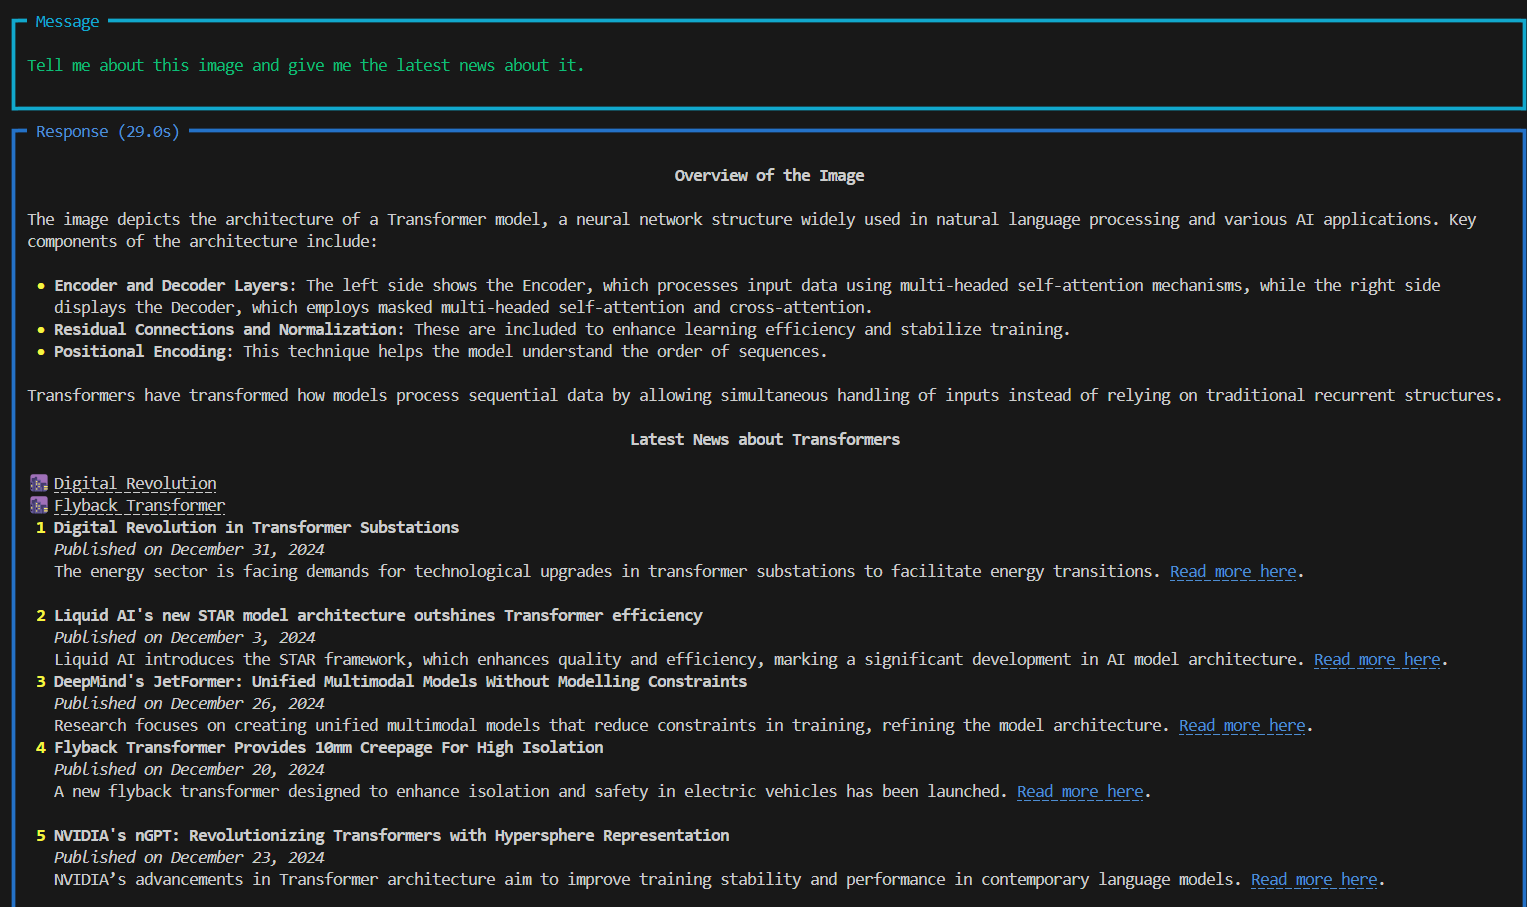 Message
Tell me about this image and give me the latest news about it.
Response (29.0s)
Overview of the Image
The image depicts the architecture of a Transformer model, a neural network structure widely used in natural language processing and various AI applications. Key
components of the architecture include:
• Encoder and Decoder Layers: The left side shows the Encoder, which processes input data using multi-headed self-attention mechanisms, while the right side
displays the Decoder, which employs masked multi-headed self-attention and cross-attention.
• Residual Connections and Normalization: These are included to enhance learning efficiency and stabilize training.
• Positional Encoding: This technique helps the model understand the order of sequences.
Transformers have transformed how models process sequential data by allowing simultaneous handling of inputs instead of relying on traditional recurrent structures.
Latest News about Transformers
Digital Revolution
Flyback Transformer
1 Digital Revolution in Transformer Substations
Published on December 31, 2024
The energy sector is facing demands for technological upgrades in transformer substations to facilitate energy transitions. Read more here.
2 Liquid AI's new STAR model architecture outshines Transformer efficiency
Published on December 3, 2024
Liquid AI introduces the STAR framework, which enhances quality and efficiency, marking a significant development in AI model architecture. Read more here.
3 DeepMind's JetFormer: Unified Multimodal Models Without Modelling Constraints
Published on December 26, 2024
Research focuses on creating unified multimodal models that reduce constraints in training, refining the model architecture. Read more here.
4 Flyback Transformer Provides 10mm Creepage For High Isolation
Published on December 20, 2024
A new flyback transformer designed to enhance isolation and safety in electric vehicles has been launched. Read more here.
5 NVIDIA's nGPT: Revolutionizing Transformers with Hypersphere Representation
Published on December 23, 2024
NVIDIA’s advancements in Transformer architecture aim to improve training stability and performance in contemporary language models. Read more here.